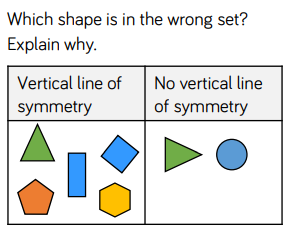 Which shape is in the wrong set?
Explain why.
Vertical line of
symmetry
No vertical line
of symmetry